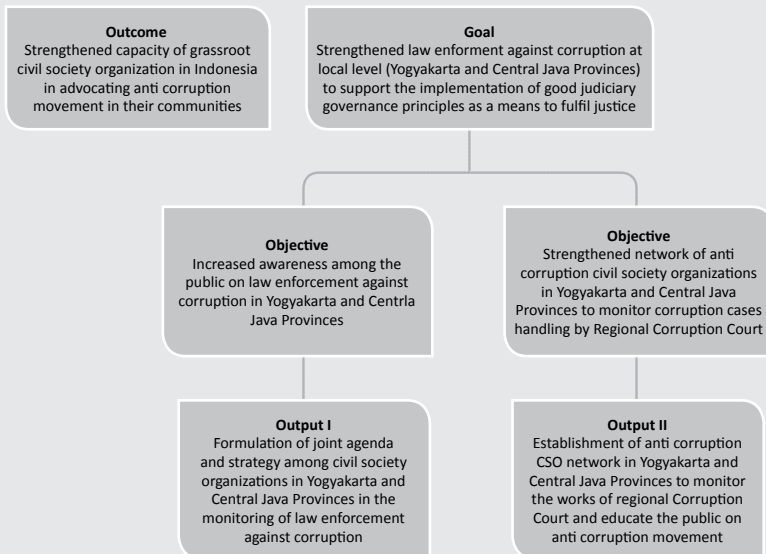 Outcome
Strengthened capacity of grassroot
civil society organization in Indonesia
in advocating anti corruption
movement in their communities
Goal
Strengthened law enforment against corruption at
local level (Yogyakarta and Central Java Provinces)
to support the implementation of good judiciary
governance principles as a means to fulfil justice
Objective
Increased awareness among the
public on law enforcement against
corruption in Yogyakarta and Centrla
Java Provinces
Objective
Strengthened network of anti
corruption civil society organizations
in Yogyakarta and Central Java
Provinces to monitor corruption cases
handling by Regional Corruption Court
Output I
Formulation of joint agenda
and strategy among civil society
organizations in Yogyakarta and
Central Java Provinces in the
monitoring of law enforcement
against corruption
Output II
Establishment of anti corruption
CSO network in Yogyakarta and
Central Java Provinces to monitor
the works of regional Corruption
Court and educate the public on
anti corruption movement